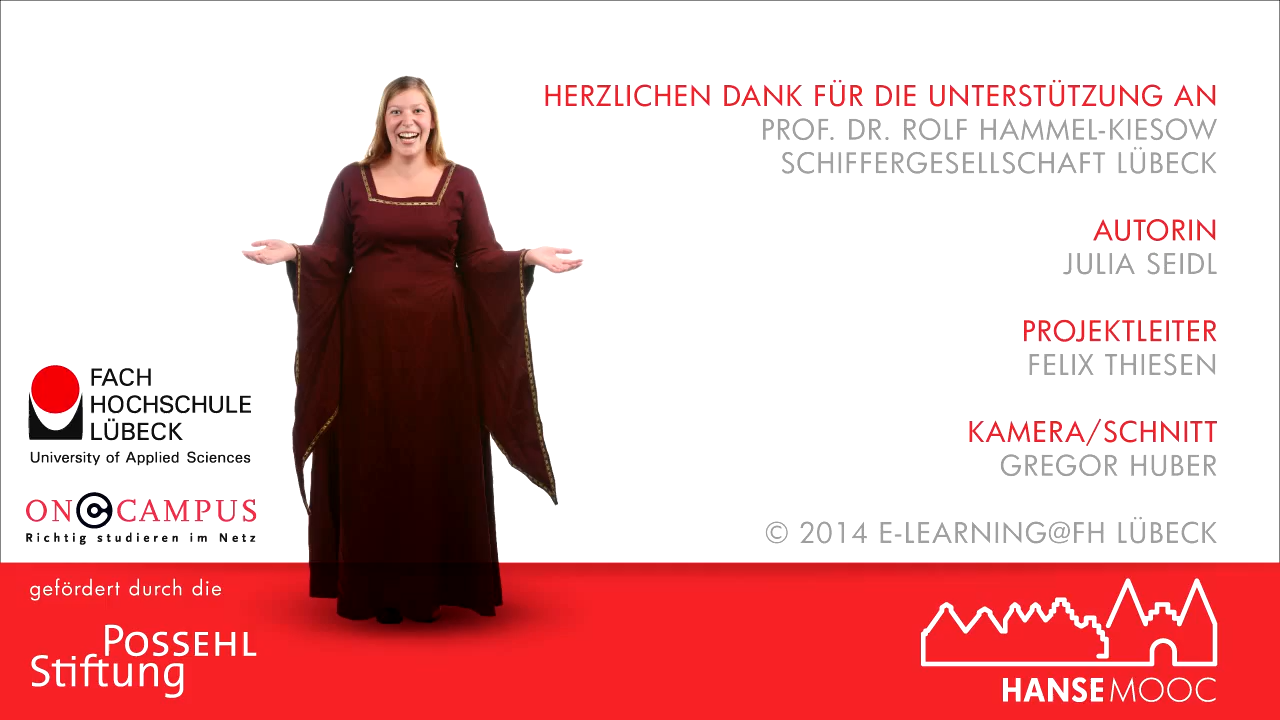 HERZLICHEN DANK FÜR DIE UNTERSTÜTZUNG AN
PROF. DR. ROLF HAMMEL-KIESOW
SCHIFFERGESELLSCHAFT LÜBECK
AUTORIN
JULIA SEIDL
PROJEKTLEITER
FELIX THIESEN
KAMERA/SCHNITT
GREGOR HUBER
© 2014 E-LEARNING@FH LÜBECK
FACH
HOCHSCHULE
LÜBECK
University of Applied Sciences
ONCAMPUS
Richtig studieren im Netz
gefördert durch die
POSSEHL
Stiftung
HANSEMOOC